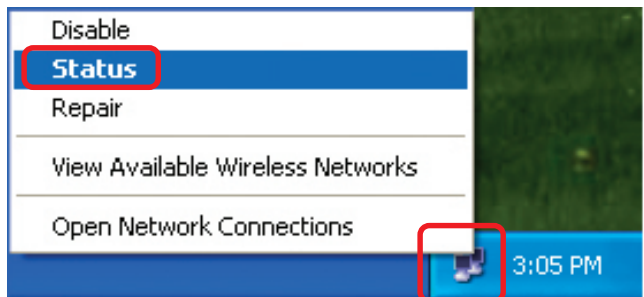 Disable
Status
Repair
View Available Wireless Networks
Open Network Connections
3:05 PM